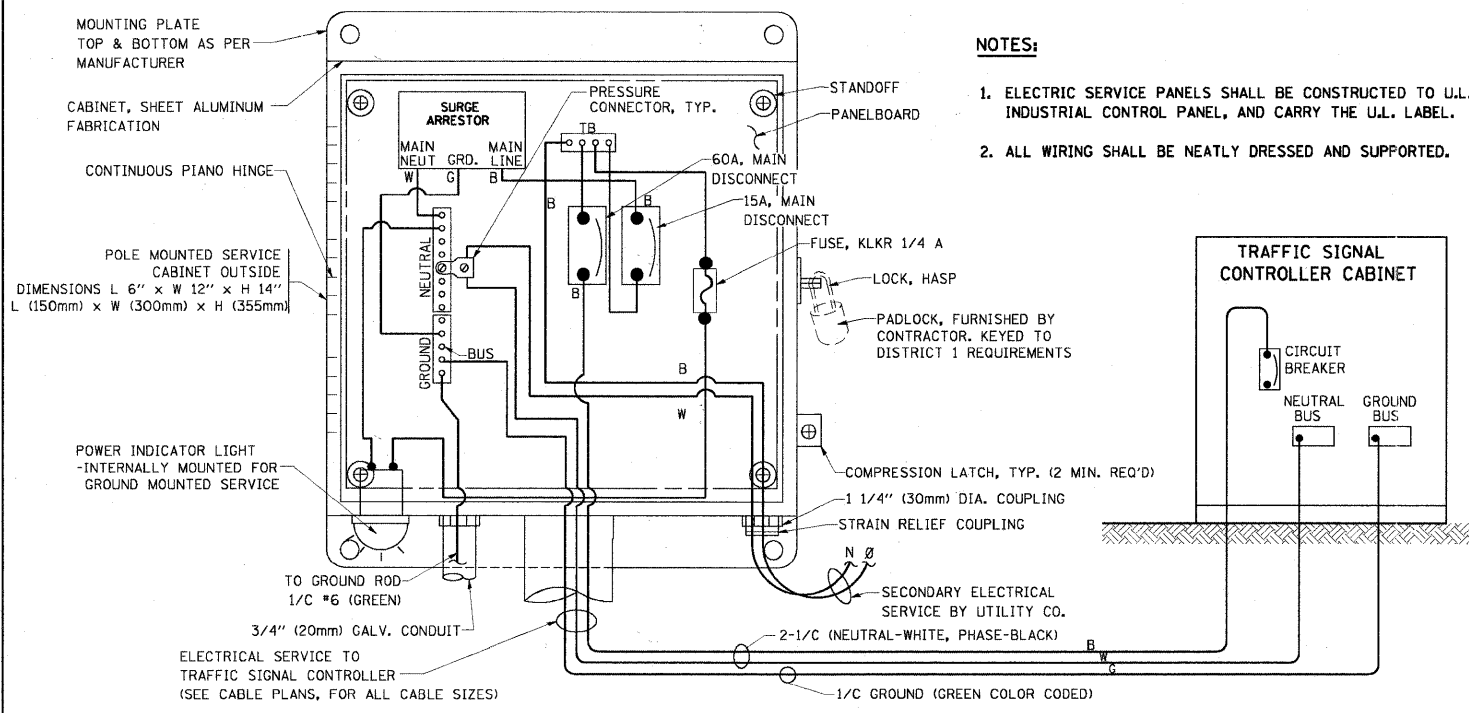 MOUNTING PLATE
TOP & BOTTOM AS PER
MANUFACTURER
CABINET, SHEET ALUMINUM
FABRICATION
CONTINUOUS PIANO HINGE
POLE MOUNTED SERVICE
CABINET OUTSIDE
DIMENSIONS L 6" x W 12" x H 14"
L (150mm) x W (300mm) x H (355mm)
POWER INDICATOR LIGHT
-INTERNALLY MOUNTED FOR
GROUND MOUNTED SERVICE
SURGE
ARRESTOR
MAIN
NEUT
GRD.
MAIN
LINE
W
G
B
PRESSURE
CONNECTOR, TYP.
TB
STANDOFF
PANELBOARD
60A, MAIN
DISCONNECT
15A, MAIN
DISCONNECT
B
B
B
B
FUSE, KLKR 1/4 A
LOCK, HASP
PADLOCK, FURNISHED BY
CONTRACTOR. KEYED TO
DISTRICT 1 REQUIREMENTS
NEUTRAL
GROUND
BUS
B
W
COMPRESSION LATCH, TYP. (2 MIN. REQ'D)
1 1/4" (30mm) DIA. COUPLING
STRAIN RELIEF COUPLING
N Ø
SECONDARY ELECTRICAL
SERVICE BY UTILITY CO.
TO GROUND ROD
1/C #6 (GREEN)
3/4" (20mm) GALV. CONDUIT
ELECTRICAL SERVICE TO
TRAFFIC SIGNAL CONTROLLER
(SEE CABLE PLANS, FOR ALL CABLE SIZES)
2-1/C (NEUTRAL-WHITE, PHASE-BLACK)
B
W
G
1/C GROUND (GREEN COLOR CODED)
NOTES:
1. ELECTRIC SERVICE PANELS SHALL BE CONSTRUCTED TO U.L.
INDUSTRIAL CONTROL PANEL, AND CARRY THE U.L. LABEL.
2. ALL WIRING SHALL BE NEATLY DRESSED AND SUPPORTED.
TRAFFIC SIGNAL
CONTROLLER CABINET
CIRCUIT
BREAKER
NEUTRAL
BUS
GROUND
BUS